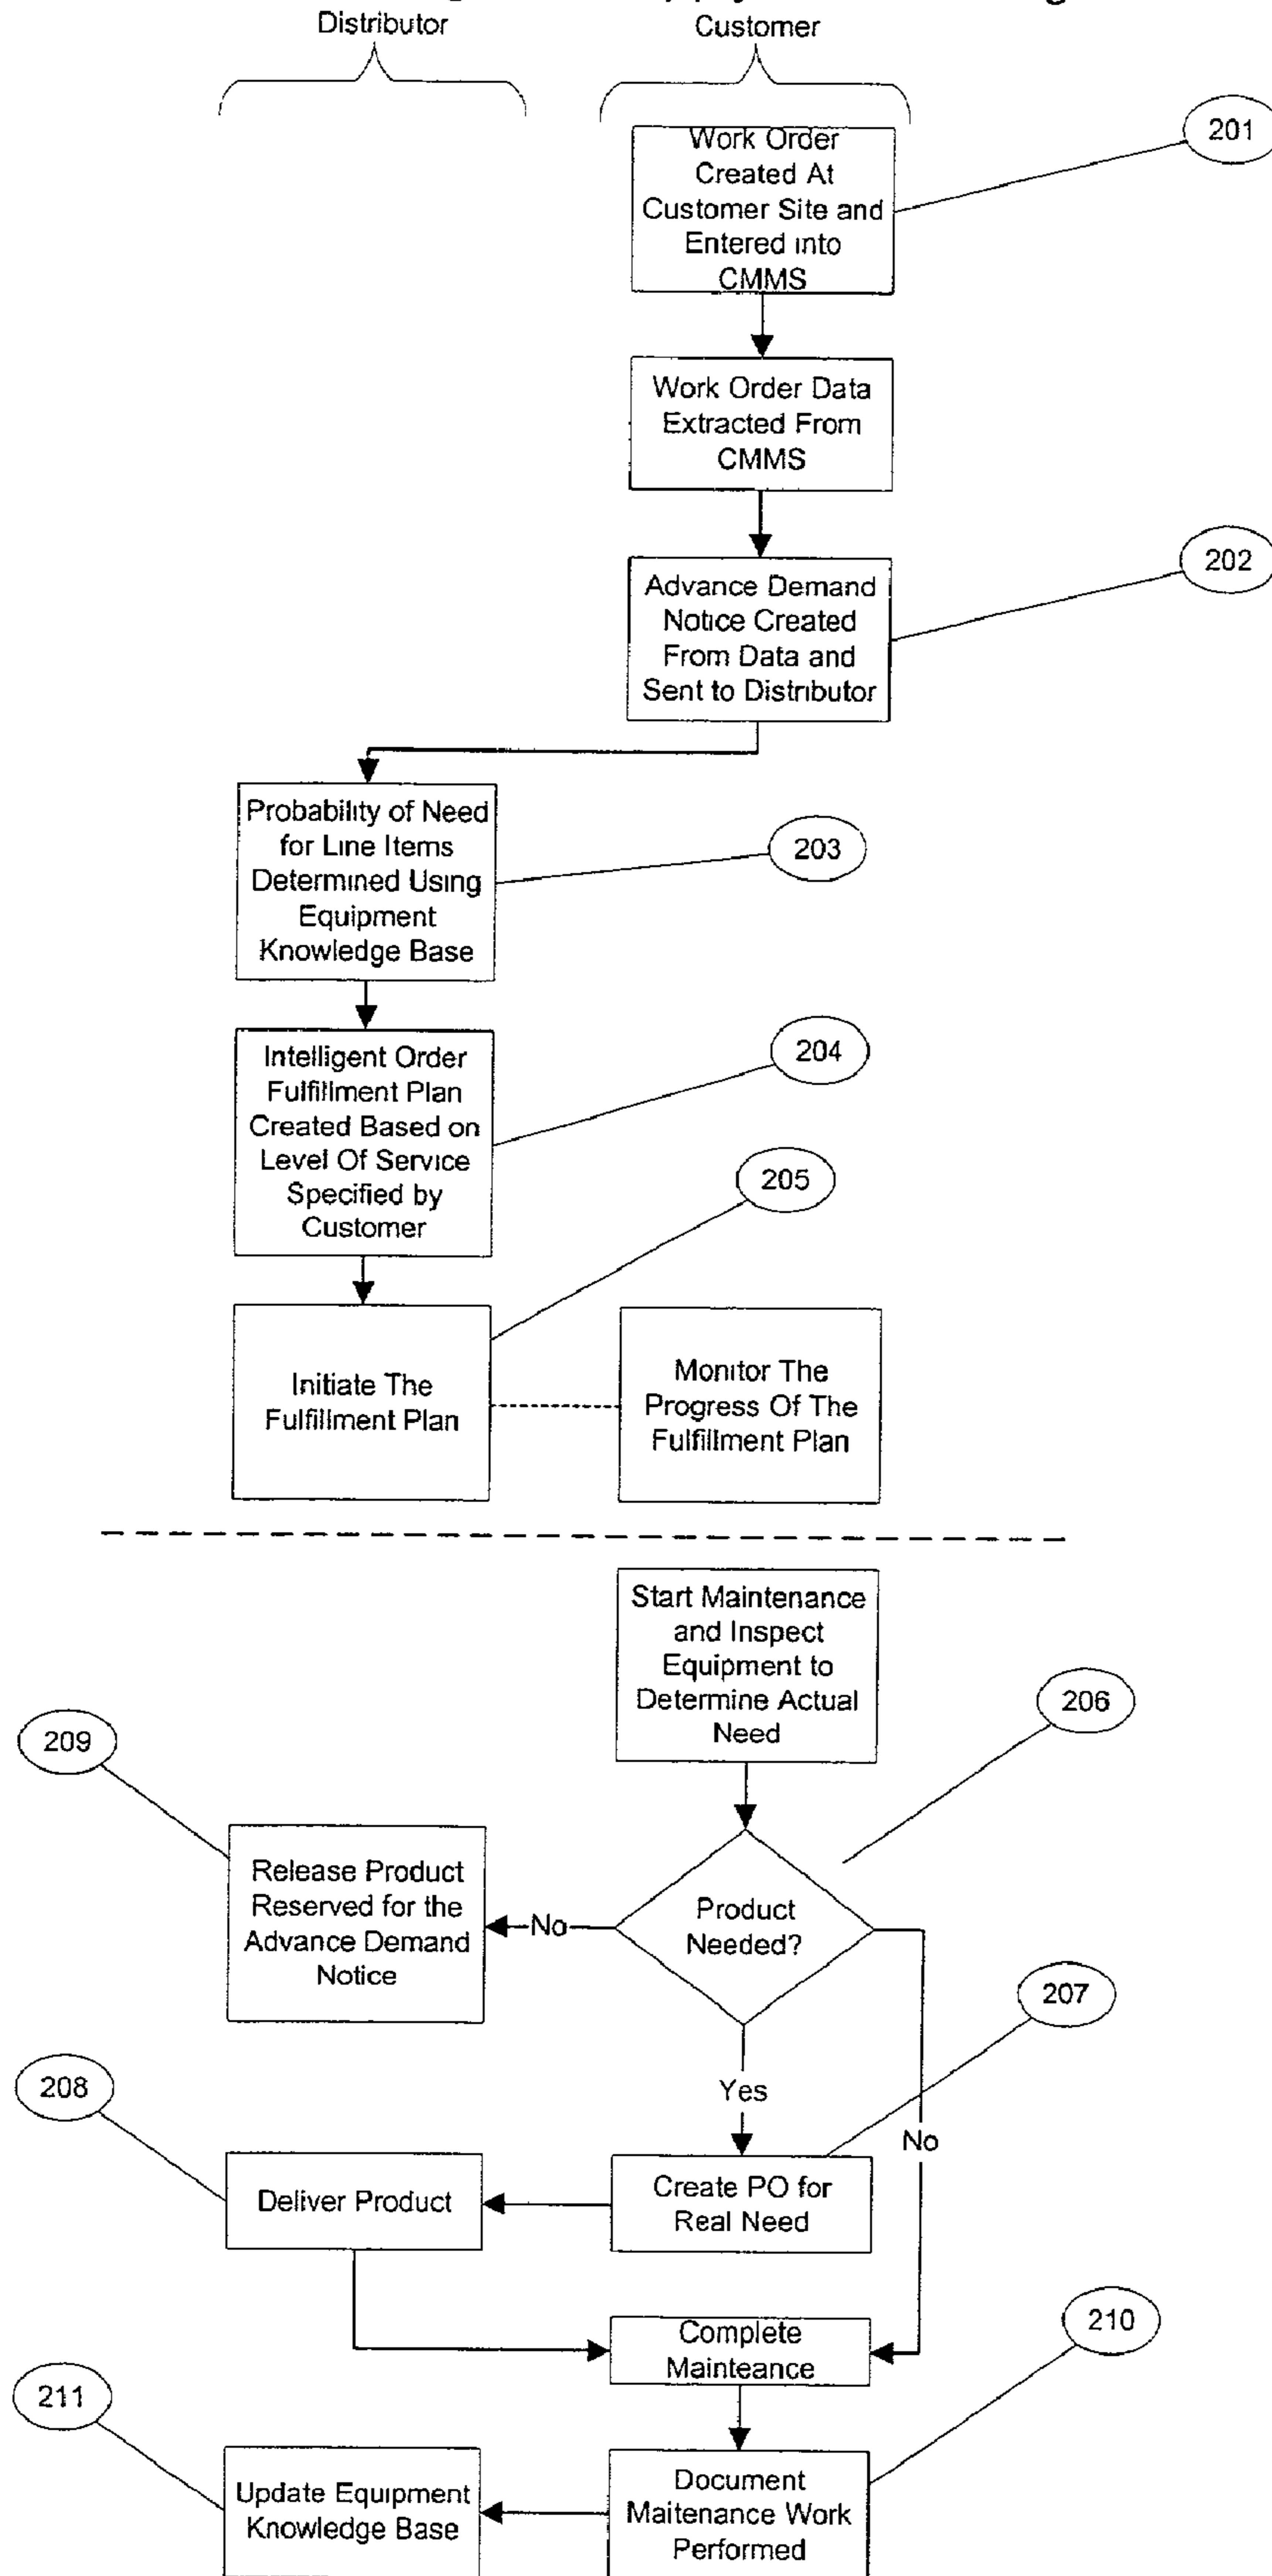 Distributor
Customer
Work Order
Created At
Customer Site and
Entered into
CMMS
201
Work Order Data
Extracted From
CMMS
Advance Demand
Notice Created
From Data and
Sent to Distributor
202
Probability of Need
for Line Items
Determined Using
Equipment
Knowledge Base
203
Intelligent Order
Fulfillment Plan
Created Based on
Level Of Service
Specified by
Customer
204
205
Initiate The
Fulfillment Plan
Monitor The
Progress Of The
Fulfillment Plan
Start Maintenance
and Inspect
Equipment to
Determine Actual
Need
206
209
Release Product
Reserved for the
Advance Demand
Notice
No
Product
Needed?
207
Yes
No
208
Deliver Product
Create PO for
Real Need
Complete
Mainteance
210
211
Update Equipment
Knowledge Base
Document
Maitenance Work
Performed